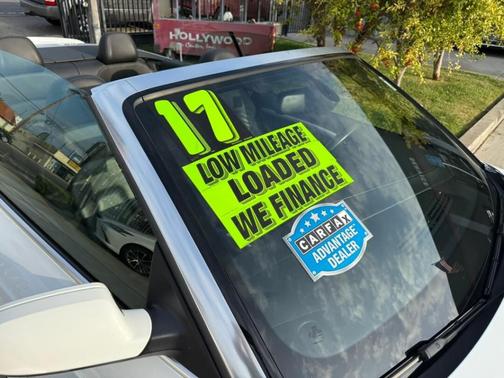 HOLLYWOOD
17
LOW MILEAGE
LOADED
WE FINANCE
CARFAX
ADVANTAGE
DEALER